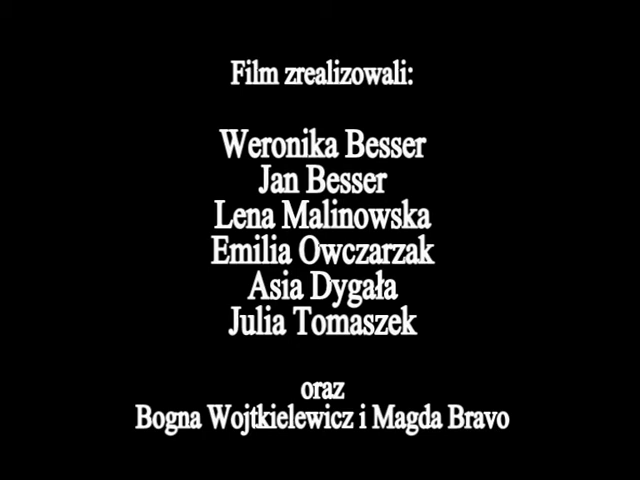 Film zrealizowali:
Weronika Besser
Jan Besser
Lena Malinowska
Emilia Owczarzak
Asia Dygała
Julia Tomaszek
oraz
Bogna Wojtkielewicz i Magda Bravo